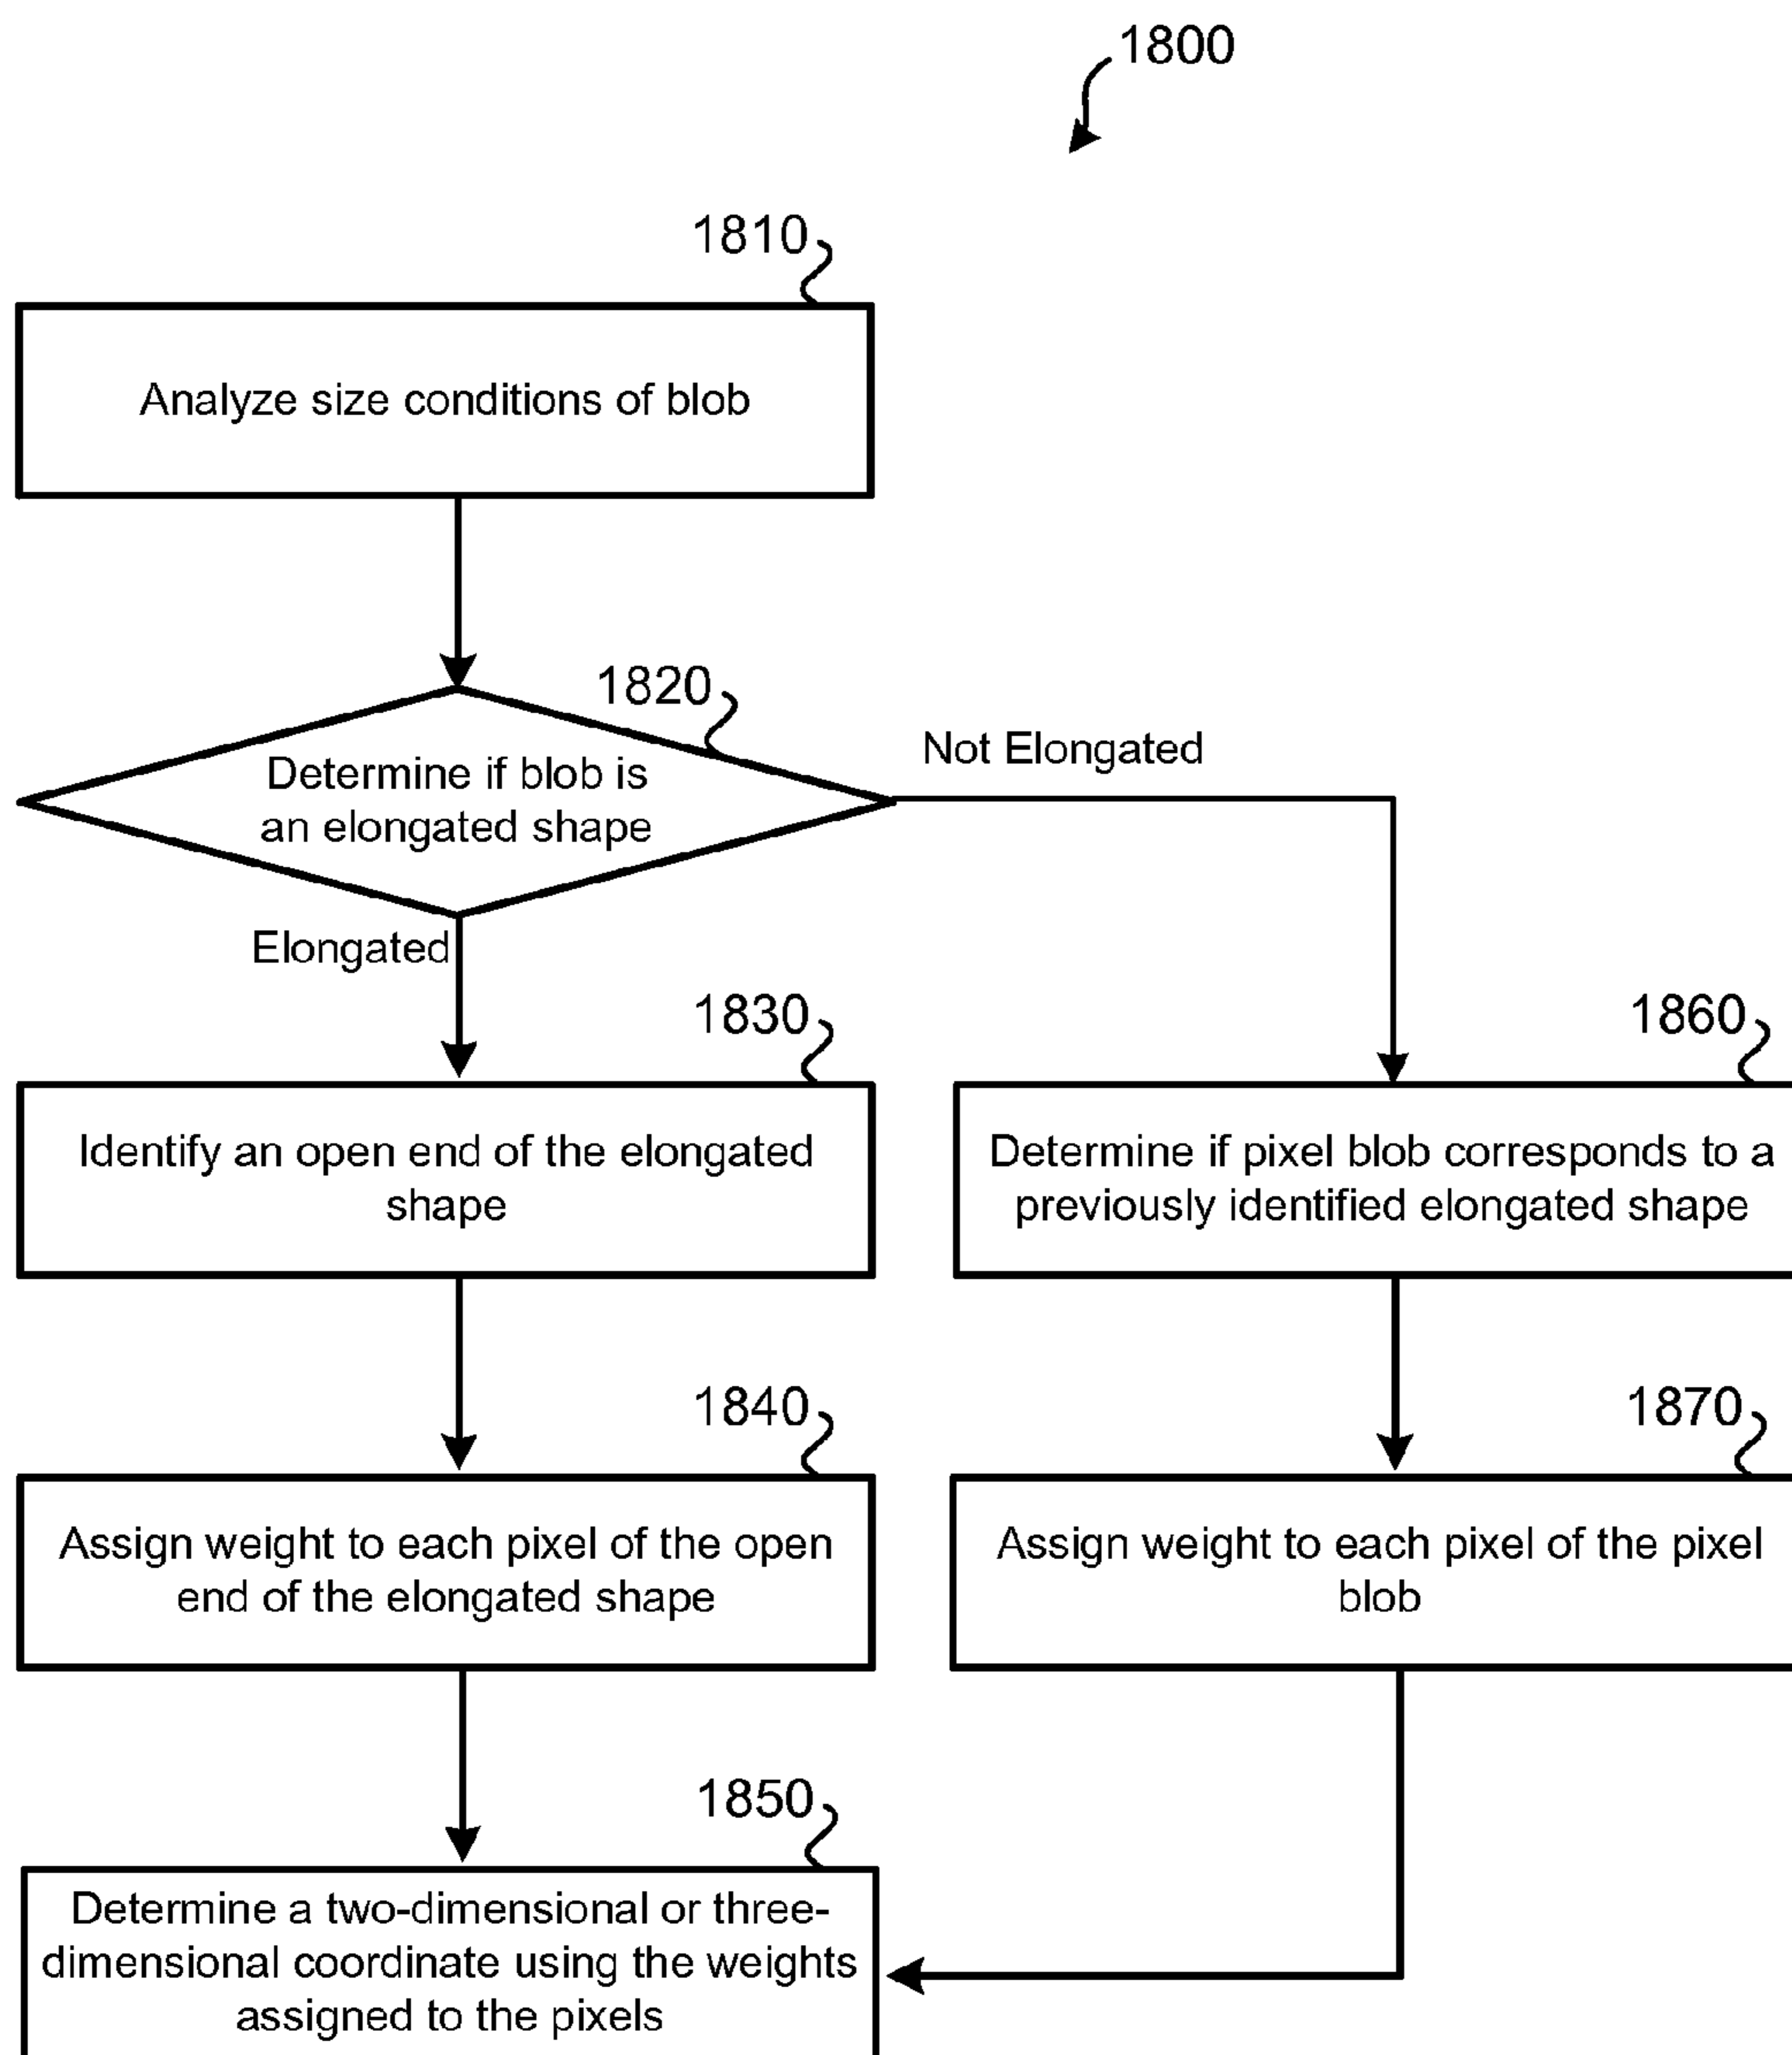 1800
1810
Analyze size conditions of blob
1820
Determine if blob is
an elongated shape
Not Elongated
Elongated
1830
Identify an open end of the elongated
shape
1860
Determine if pixel blob corresponds to a
previously identified elongated shape
1840
Assign weight to each pixel of the open
end of the elongated shape
1870
Assign weight to each pixel of the pixel
blob
1850
Determine a two-dimensional or three-
dimensional coordinate using the weights
assigned to the pixels